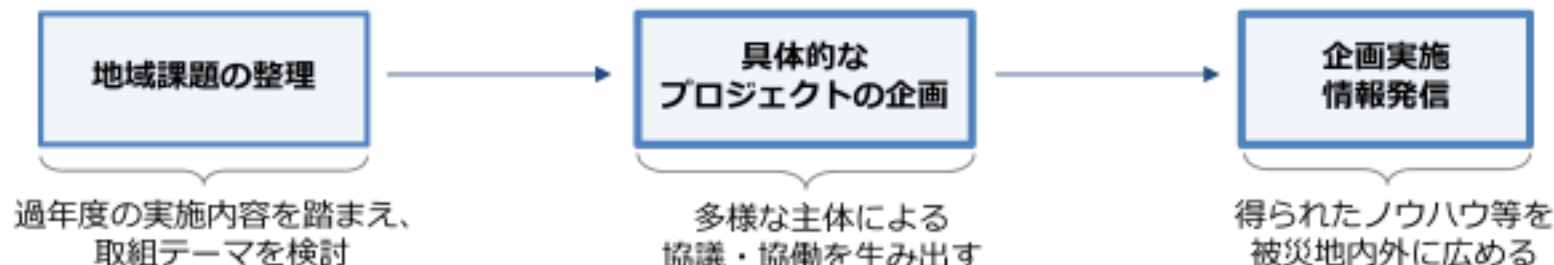 地域課題の整理
具体的な
プロジェクトの企画
企画実施
情報発信
過年度の実施内容を踏まえ、
取組テーマを検討
多様な主体による
協議・協働を生み出す
得られたノウハウ等を
被災地内外に広める